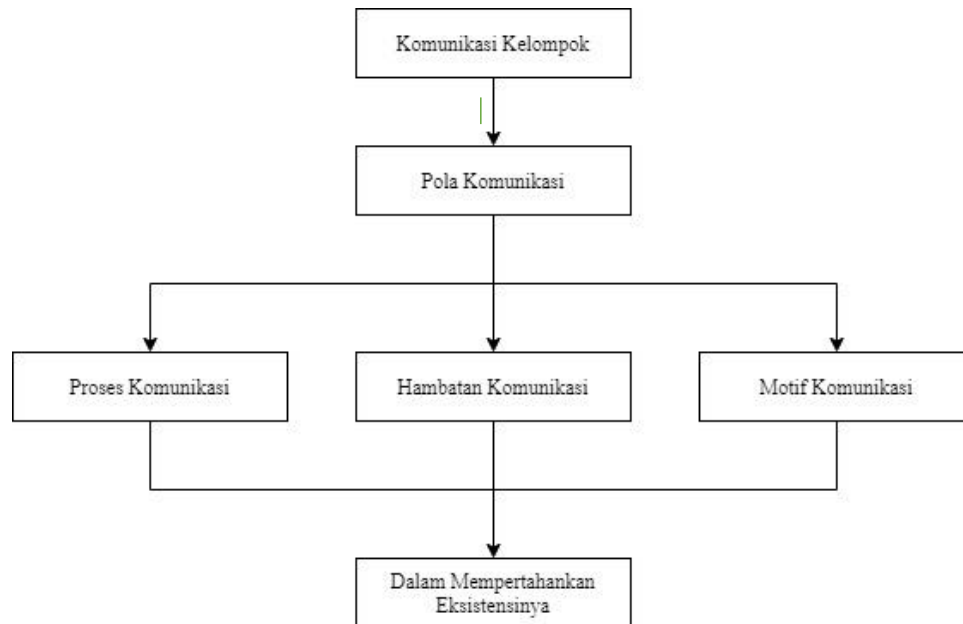 Komunikasi Kelompok
Pola Komunikasi
Proses Komunikasi
Hambatan Komunikasi
Motif Komunikasi
Dalam Mempertahankan
Eksistensinya